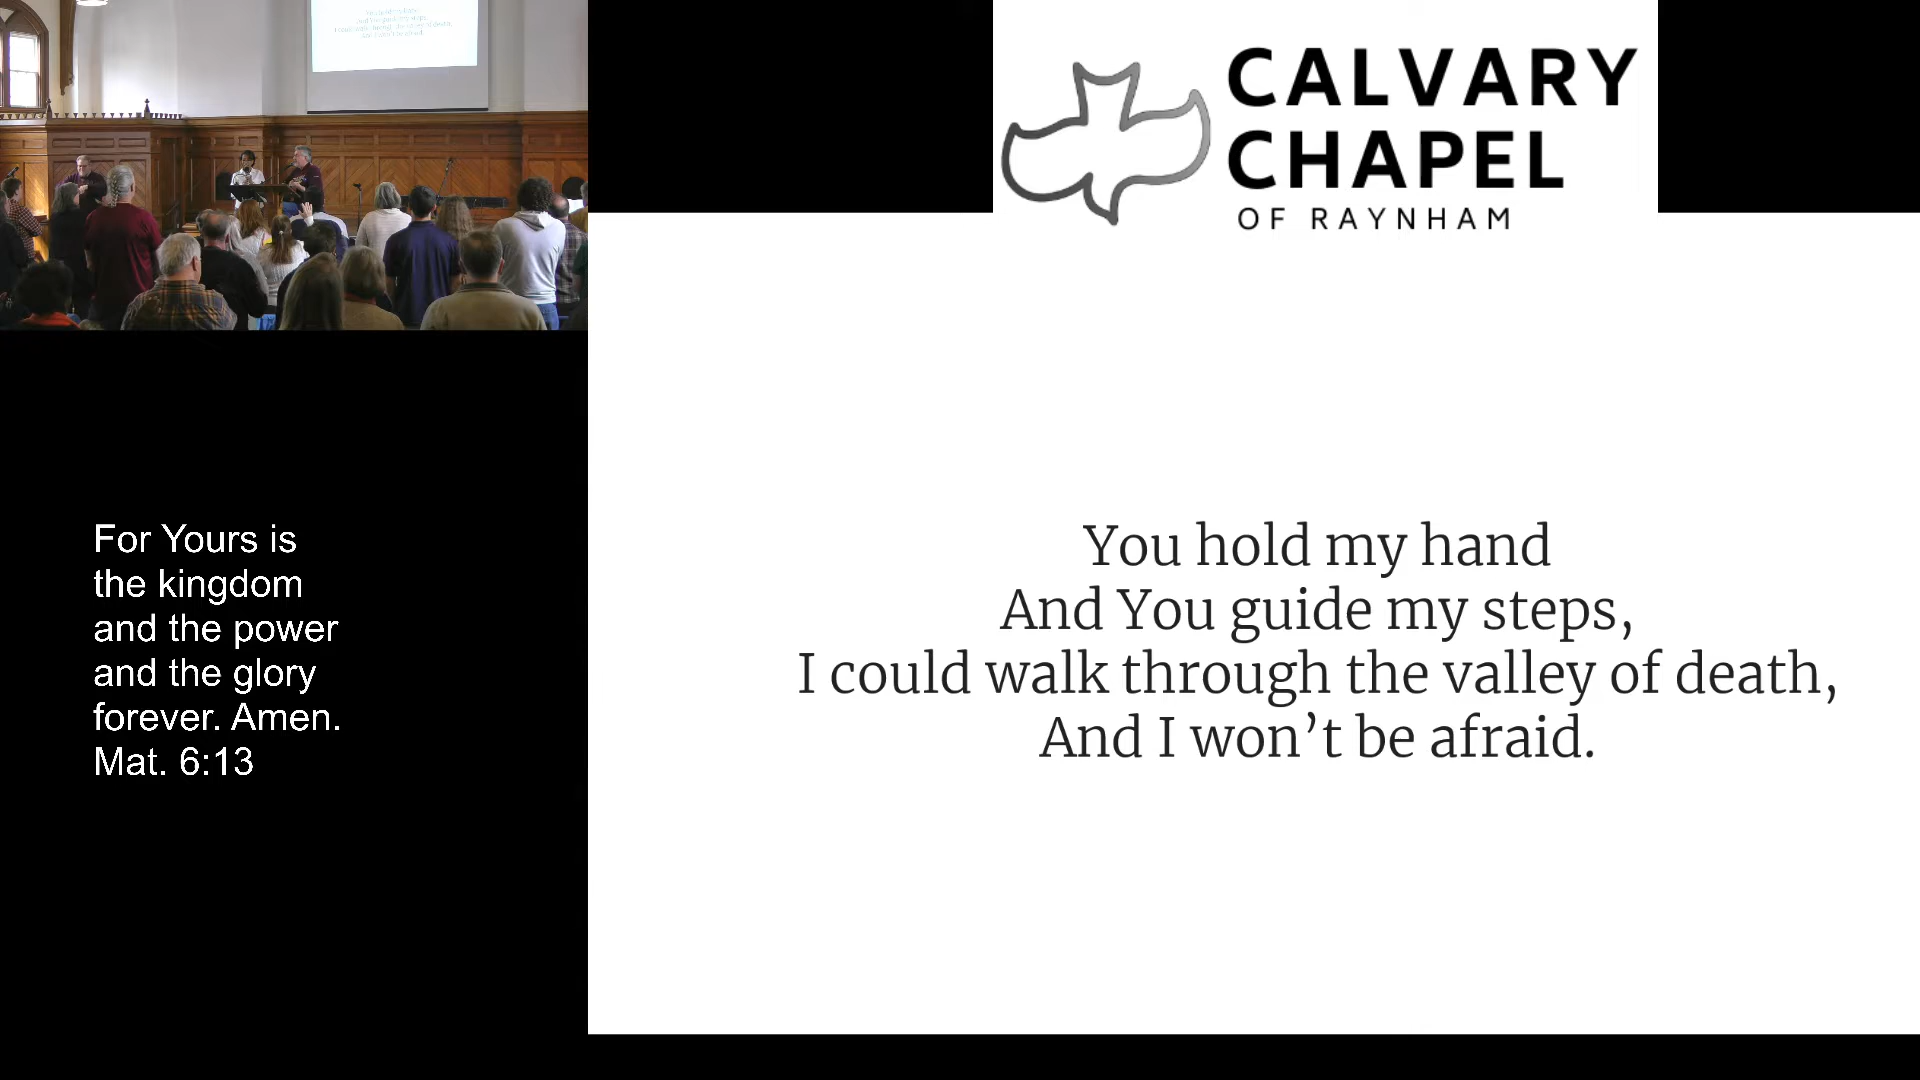 CALVARY
CHAPEL
OF RAYNHAM
For Yours is
the kingdom
and the power
and the glory
forever. Amen.
Mat. 6:13
You hold my hand
And You guide my steps,
I could walk through the valley of death,
And I won’t be afraid.